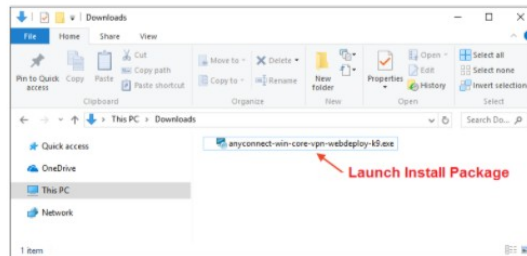 Downloads
File Home Share View
Pin to Quick access
Copy
Paste
Cut
Copy path
Paste shortcut
Clipboard
Move to
Copy to
Delete
Rename
Organize
New folder
New
Properties
Open
Edit
History
Open
Select all
Select none
Invert selection
Select
This PC > Downloads
Search Do...
Quick access
OneDrive
This PC
Network
anyconnect-win-core-vpn-webdeploy-k9.exe
Launch Install Package
1 item